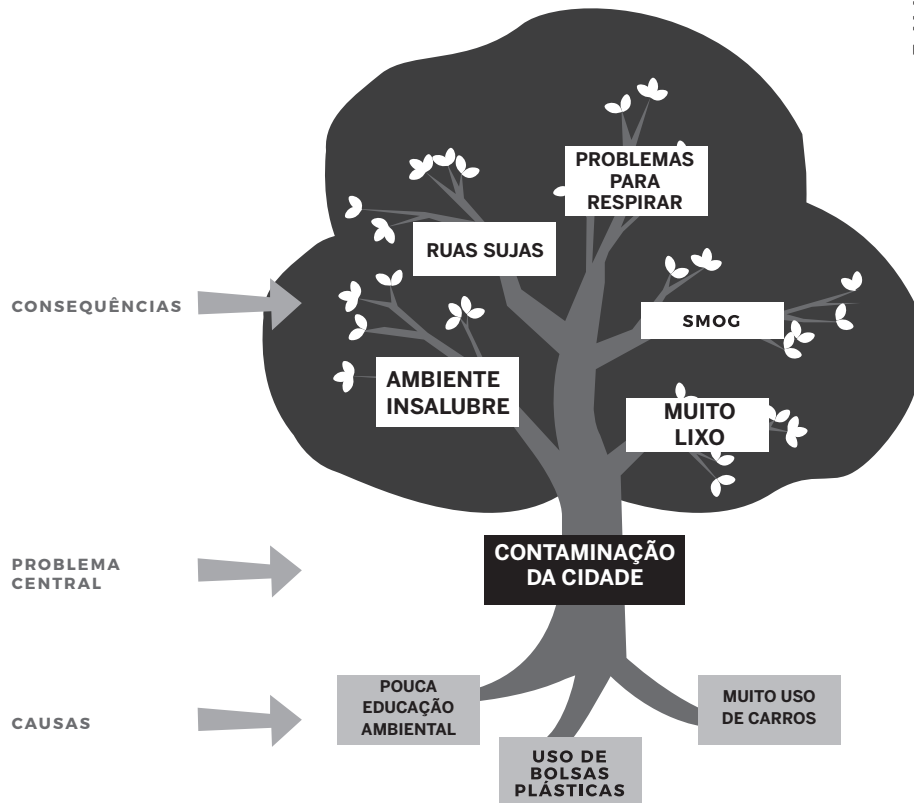 PROBLEMAS
PARA
RESPIRAR
RUAS SUJAS
CONSEQUÊNCIAS
SMOG
AMBIENTE
INSALUBRE
MUITO
LIXO
PROBLEMA
CENTRAL
CONTAMINAÇÃO
DA CIDADE
CAUSAS
POUCA
EDUCAÇÃO
AMBIENTAL
USO DE
BOLSAS
PLÁSTICAS
MUITO USO
DE CARROS